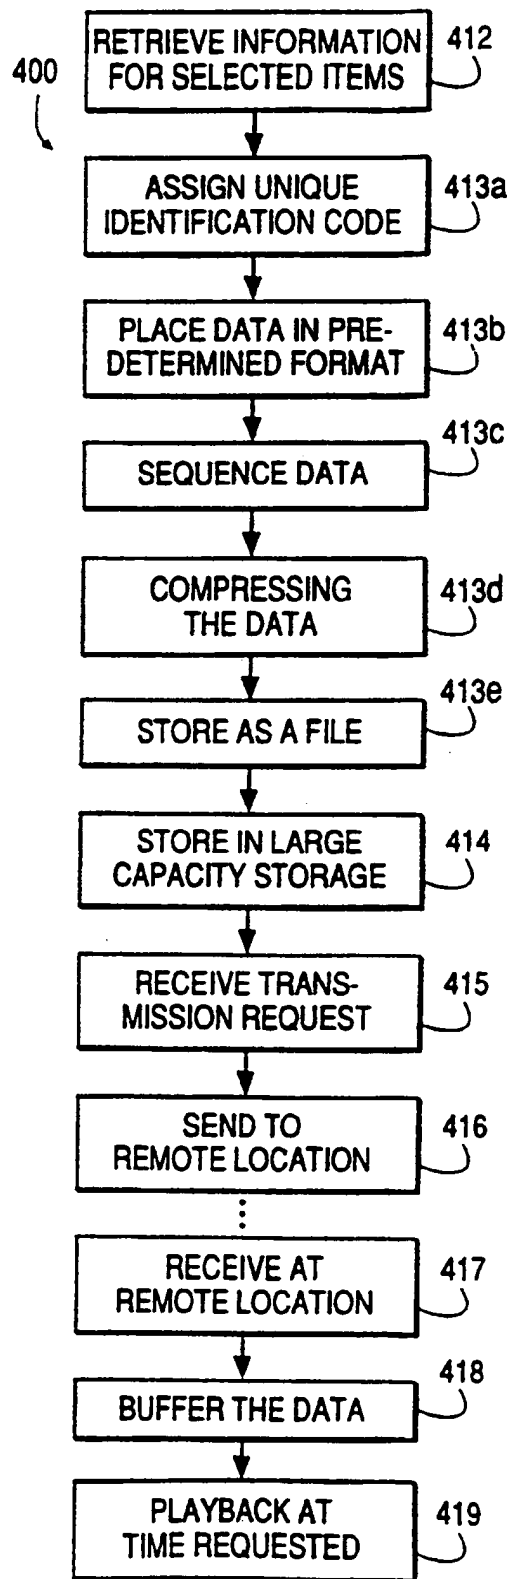 400
RETRIEVE INFORMATION
FOR SELECTED ITEMS
412
ASSIGN UNIQUE
IDENTIFICATION CODE
413a
PLACE DATA IN PRE-
DETERMINED FORMAT
413b
SEQUENCE DATA
413c
COMPRESSING
THE DATA
413d
STORE AS A FILE
413e
STORE IN LARGE
CAPACITY STORAGE
414
RECEIVE TRANS-
MISSION REQUEST
415
SEND TO
REMOTE LOCATION
416
RECEIVE AT
REMOTE LOCATION
417
BUFFER THE DATA
418
PLAYBACK AT
TIME REQUESTED
419